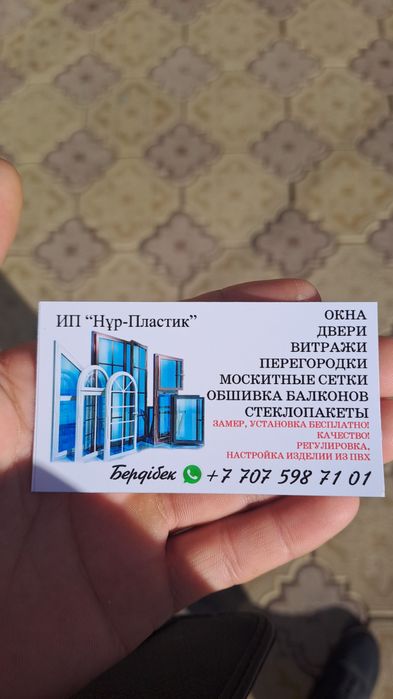 ИП “Нұр-Пластик”
ОКНА
ДВЕРИ
ВИТРАЖИ
ПЕРЕГОРОДКИ
МОСКИТНЫЕ СЕТКИ
ОБШИВКА БАЛКОНОВ
СТЕКЛОПАКЕТЫ
ЗАМЕР, УСТАНОВКА БЕСПЛАТНО!
КАЧЕСТВО!
РЕГУЛИРОВКА,
НАСТРОЙКА ИЗДЕЛИИ ИЗ ПВХ
Бердібек +7 707 598 71 01